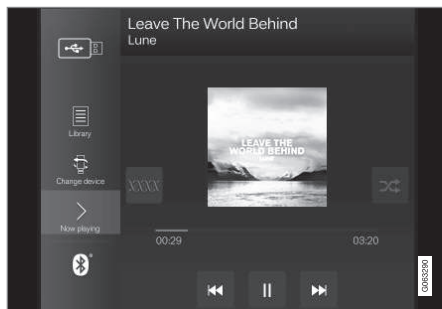 Leave The World Behind
Lune
LEAVE THE
WORLD BEHIND
Library
Change device
XXXX
Now playing
00:29
03:20
G063290